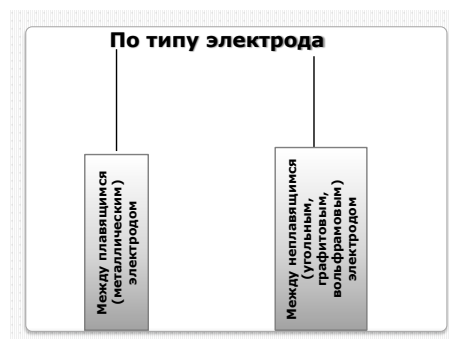 По типу электрода
Между плавящимся
(металлическим)
электродом
Между неплавящимся
(угольным,
графитовым,
вольфрамовым)
электродом